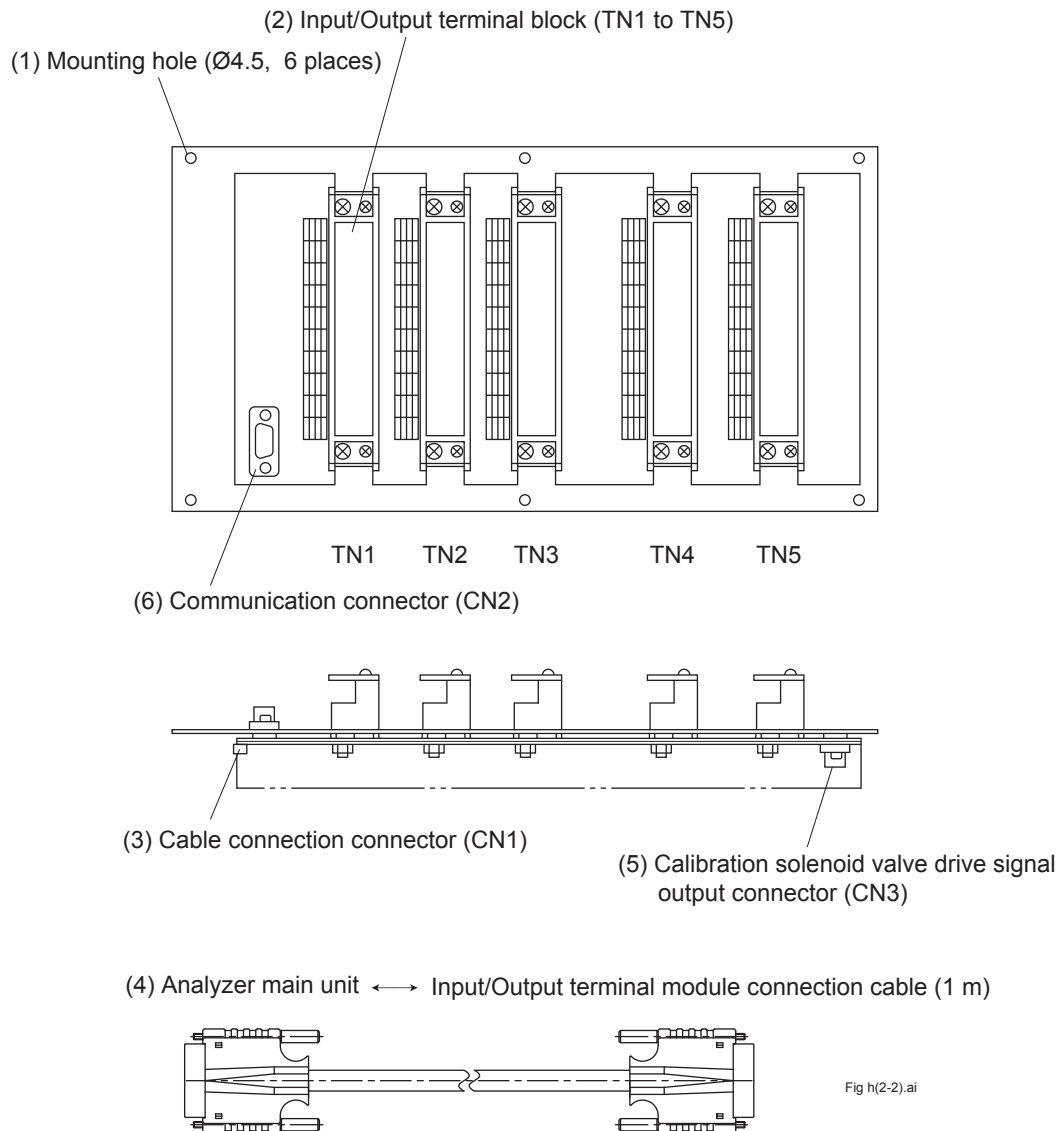 (2) Input/Output terminal block (TN1 to TN5)
(1) Mounting hole (Ø4.5, 6 places)
TN1 TN2 TN3 TN4 TN5
(6) Communication connector (CN2)
(3) Cable connection connector (CN1)
(5) Calibration solenoid valve drive signal
output connector (CN3)
(4) Analyzer main unit ←→ Input/Output terminal module connection cable (1 m)
Fig h(2-2).ai